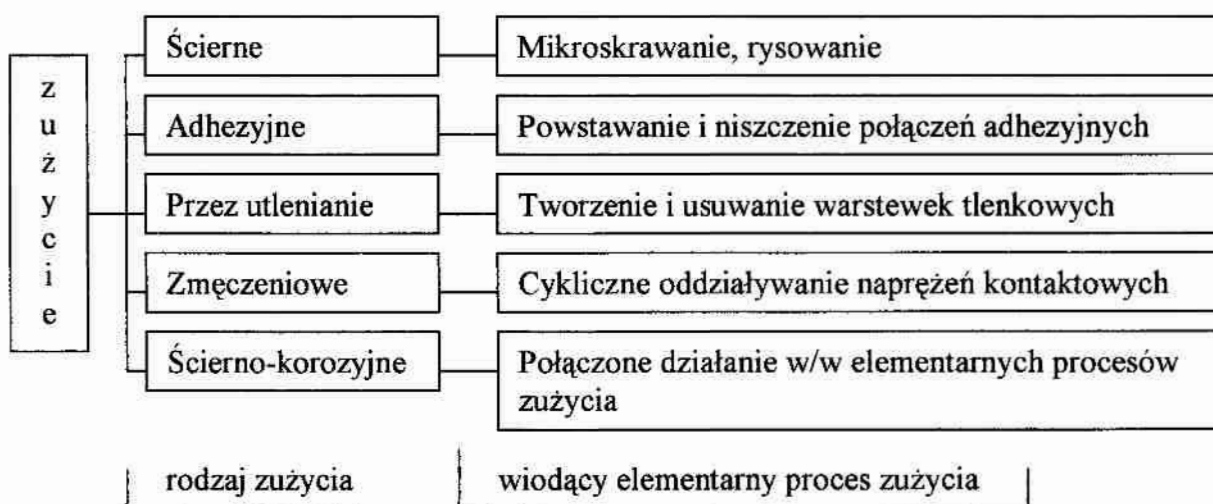 zużycie
Ścierne
Mikroskrawanie, rysowanie
Adhezyjne
Powstawanie i niszczenie połączeń adhezyjnych
Przez utlenianie
Tworzenie i usuwanie warstewek tlenkowych
Zmęczeniowe
Cykliczne oddziaływanie naprężeń kontaktowych
Ścierno-korozyjne
Połączone działanie w/w elementarnych procesów
zużycia
rodzaj zużycia
wiodący elementarny proces zużycia